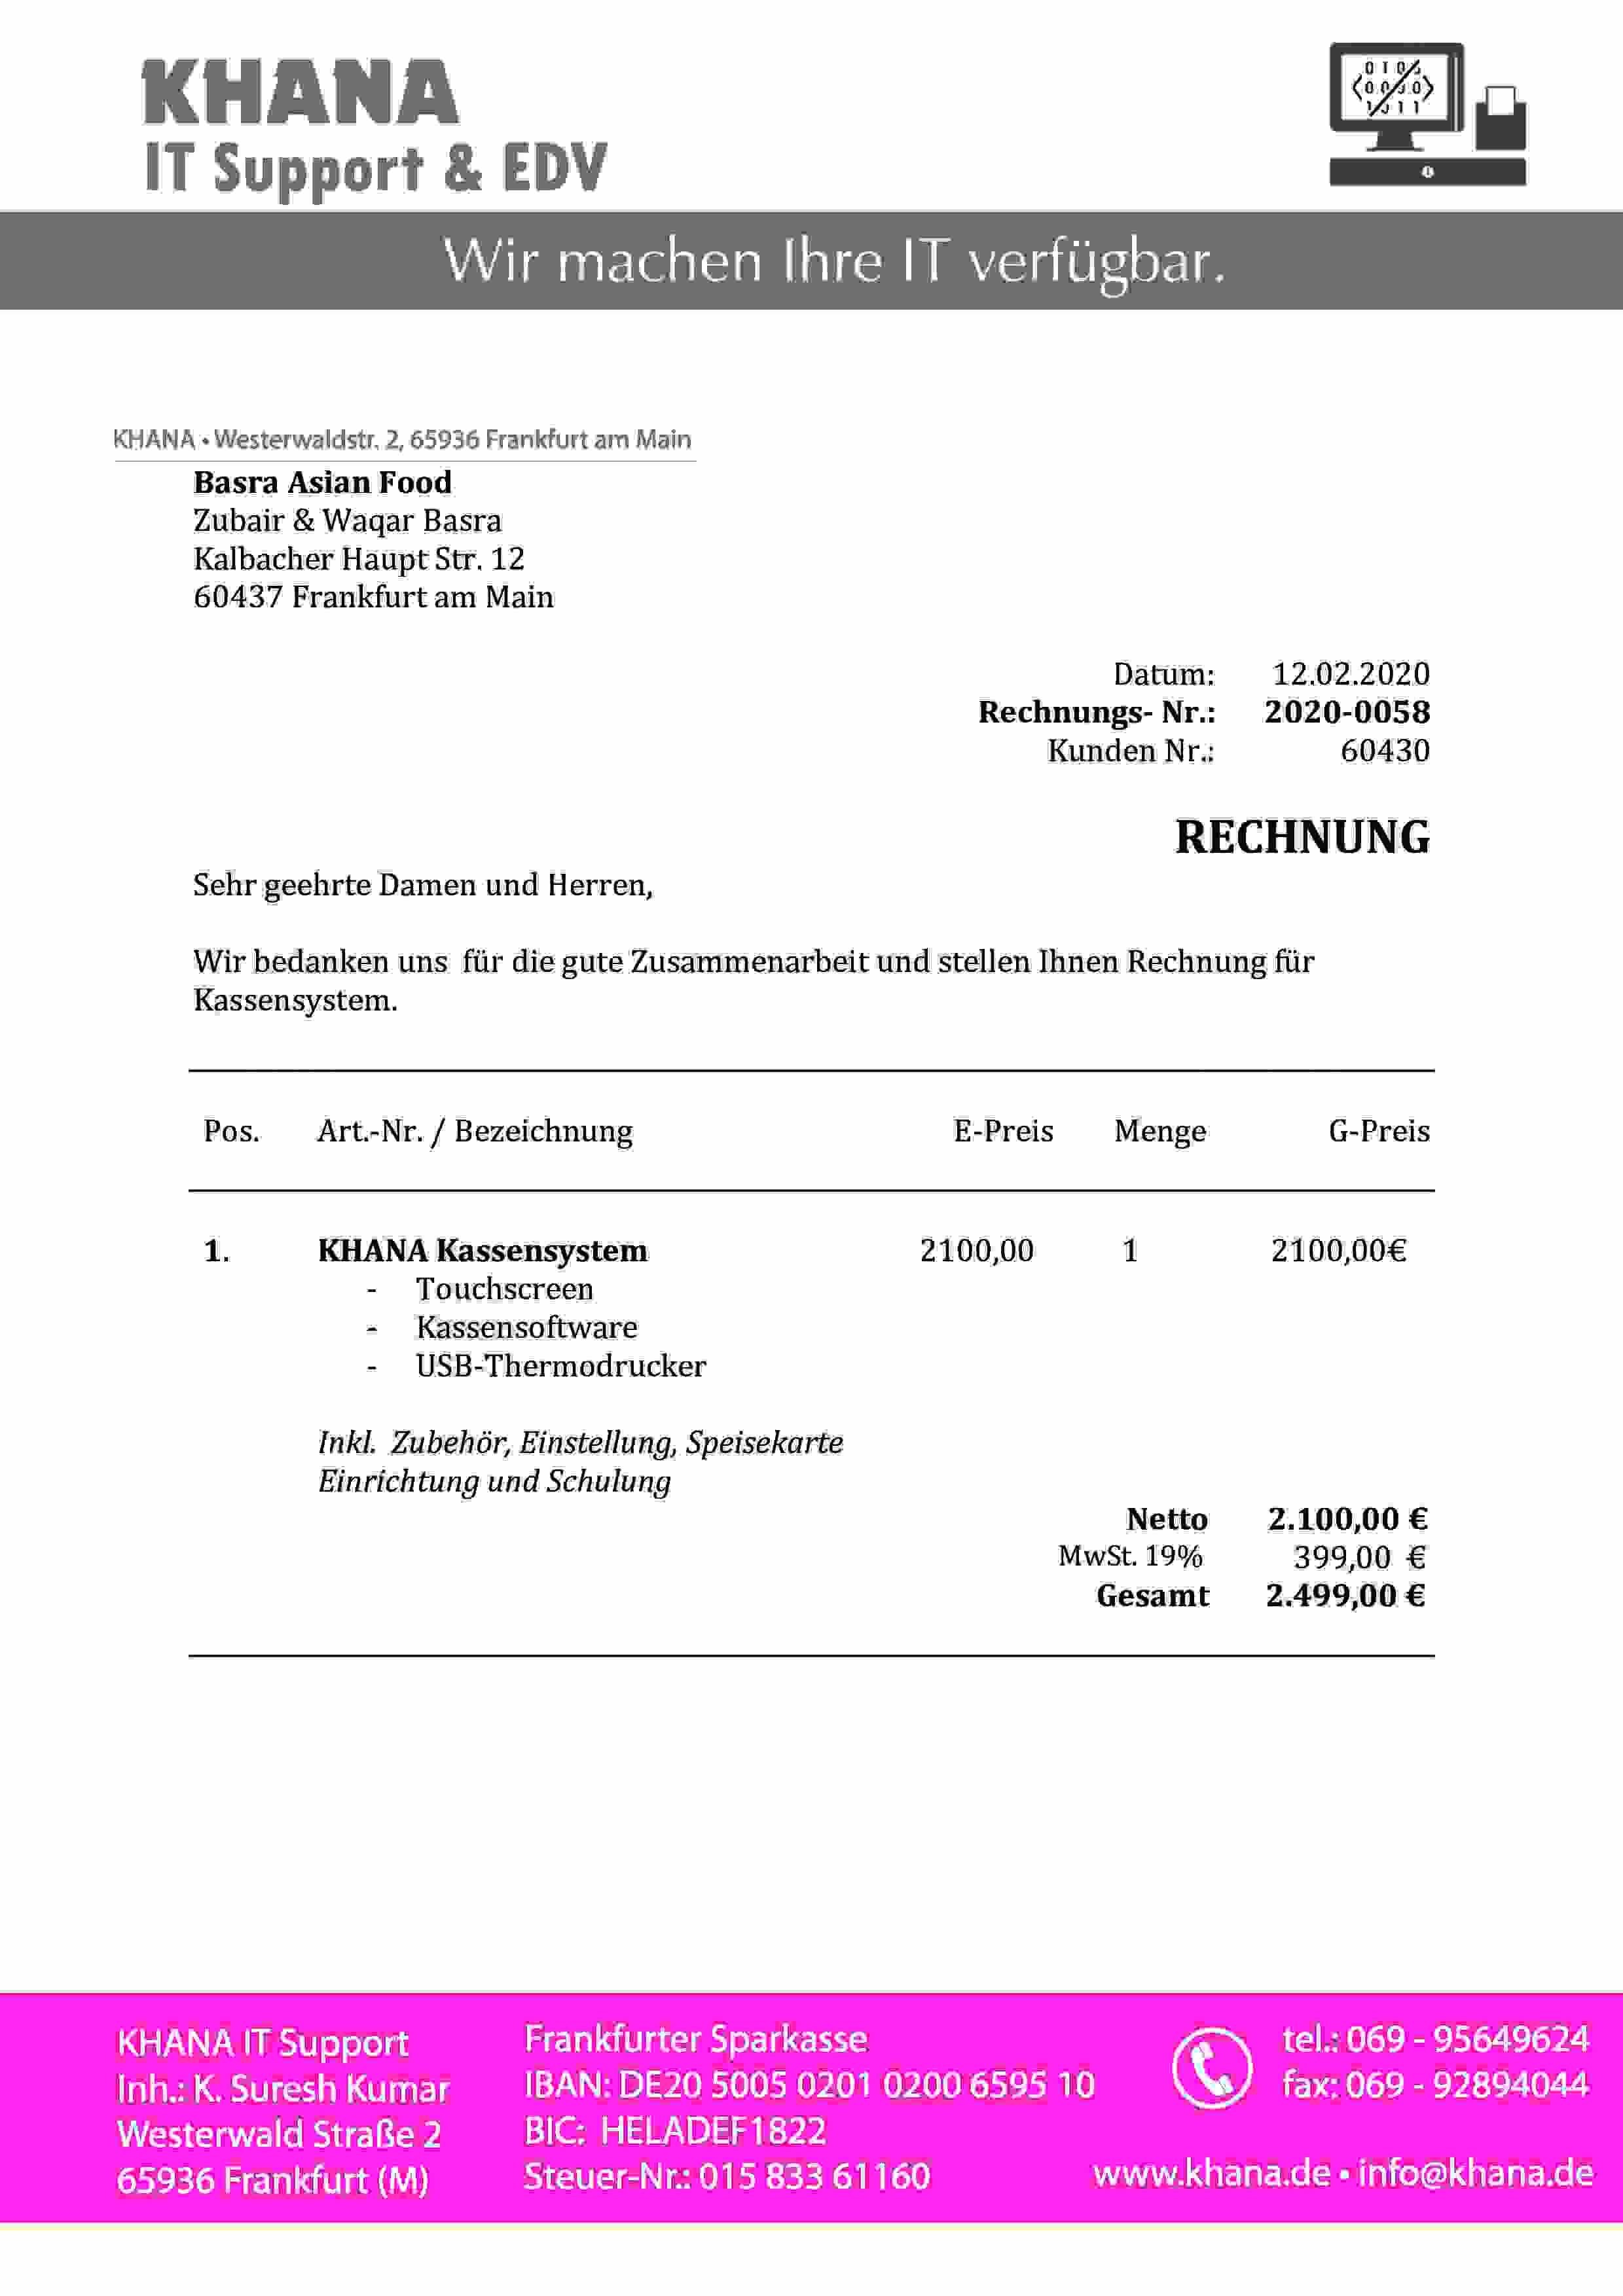 KHANA
IT Support & EDV
Wir machen Ihre IT verfügbar.
KHANA • Westerwaldstr. 2, 65936 Frankfurt am Main
Basra Asian Food
Zubair & Waqar Basra
Kalbacher Haupt Str. 12
60437 Frankfurt am Main
Datum: 12.02.2020
Rechnungs- Nr.: 2020-0058
Kunden Nr.: 60430
RECHNUNG
Sehr geehrte Damen und Herren,
Wir bedanken uns für die gute Zusammenarbeit und stellen Ihnen Rechnung für
Kassensystem.
Pos. Art.-Nr. / Bezeichnung E-Preis Menge G-Preis
1. KHANA Kassensystem 2100,00 1 2100,00€
- Touchscreen
- Kassensoftware
- USB-Thermodrucker
Inkl. Zubehör, Einstellung, Speisekarte
Einrichtung und Schulung
Netto 2.100,00 €
MwSt. 19% 399,00 €
Gesamt 2.499,00 €
KHANA IT Support
Inh.: K. Suresh Kumar
Westerwald Straße 2
65936 Frankfurt (M)
Frankfurter Sparkasse
IBAN: DE20 5005 0201 0200 6595 10
BIC: HELADEF1822
Steuer-Nr.: 015 833 61160
tel.: 069 - 95649624
fax: 069 - 92894044
www.khana.de • info@khana.de